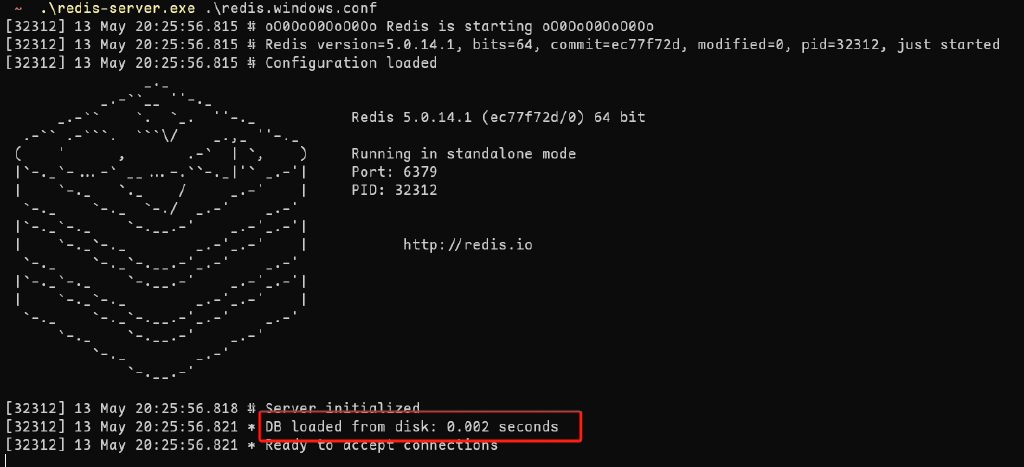 ~ .\redis-server.exe .\redis.windows.conf
[32312] 13 May 20:25:56.815 # oO0OoO0OoO0Oo Redis is starting oO0OoO0OoO0Oo
[32312] 13 May 20:25:56.815 # Redis version=5.0.14.1, bits=64, commit=ec77f72d, modified=0, pid=32312, just started
[32312] 13 May 20:25:56.815 # Configuration loaded
Redis 5.0.14.1 (ec77f72d/0) 64 bit
Running in standalone mode
Port: 6379
PID: 32312
http://redis.io
[32312] 13 May 20:25:56.818 # Server initialized
[32312] 13 May 20:25:56.821 * DB loaded from disk: 0.002 seconds
[32312] 13 May 20:25:56.821 * Ready to accept connections